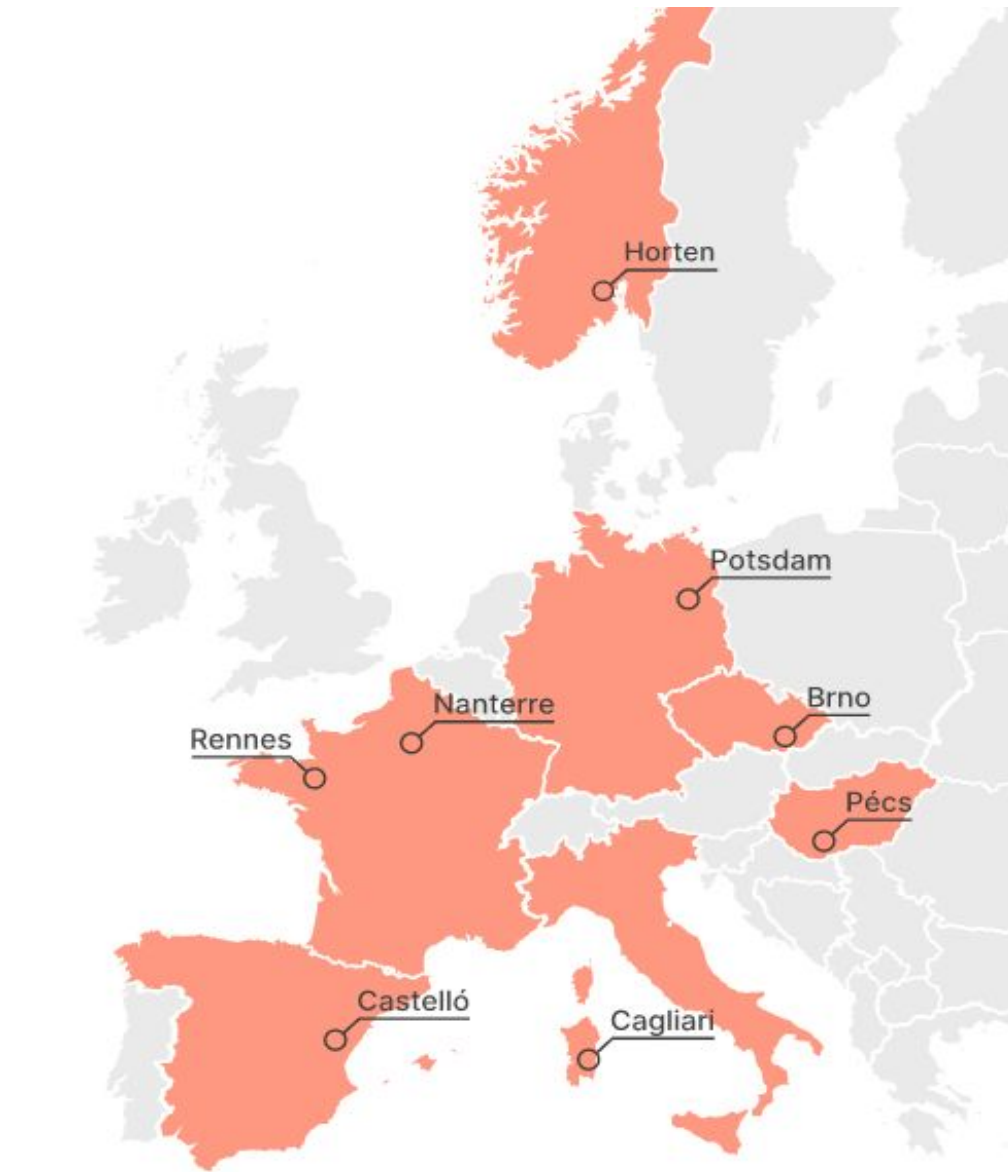 Horten
Potsdam
Brno
Nanterre
Rennes
Pécs
Castelló
Cagliari